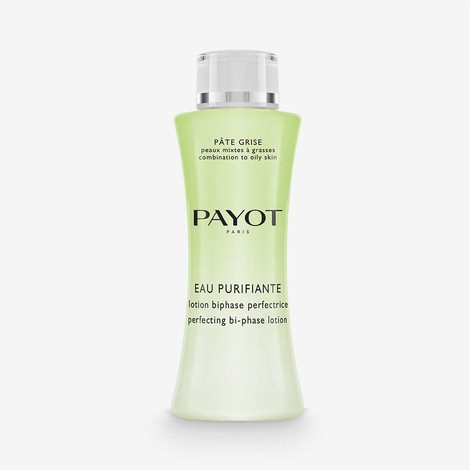 PÂTE GRISE
peaux mixtes à grasses
combination to oily skin
PAYOT
PARIS
EAU PURIFIANTE
lotion biphase perfectrice
perfecting bi-phase lotion